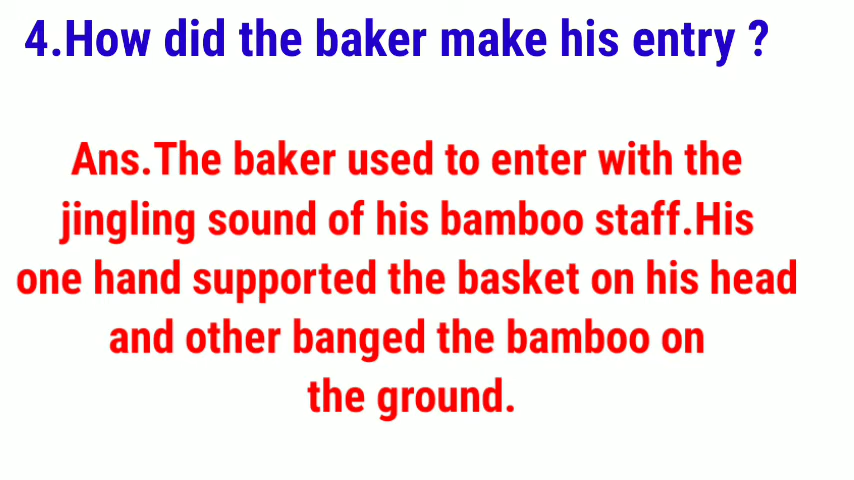 4.How did the baker make his entry ?
Ans.The baker used to enter with the
jingling sound of his bamboo staff.His
one hand supported the basket on his head
and other banged the bamboo on
the ground.